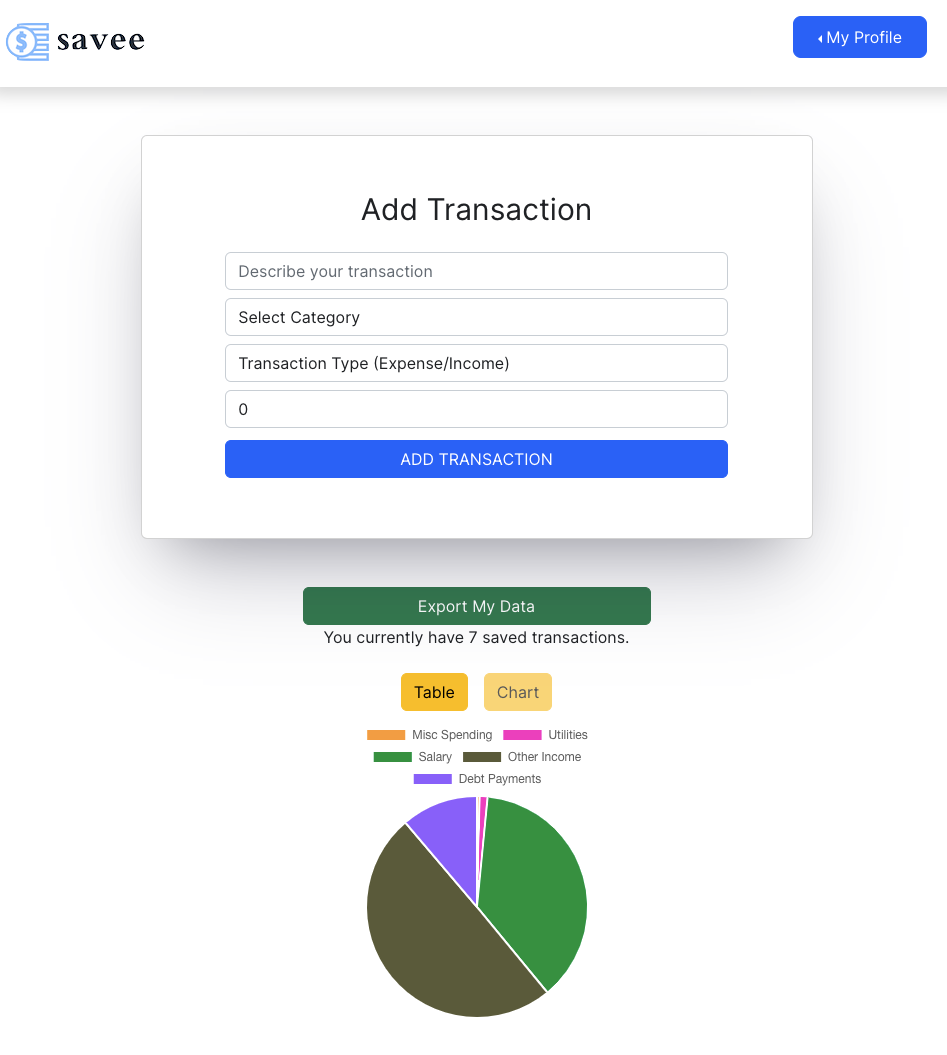 $ savee
My Profile
Add Transaction
Describe your transaction
Select Category
Transaction Type (Expense/Income)
0
ADD TRANSACTION
Export My Data
You currently have 7 saved transactions.
Table Chart
Misc Spending Utilities
Salary Other Income
Debt Payments